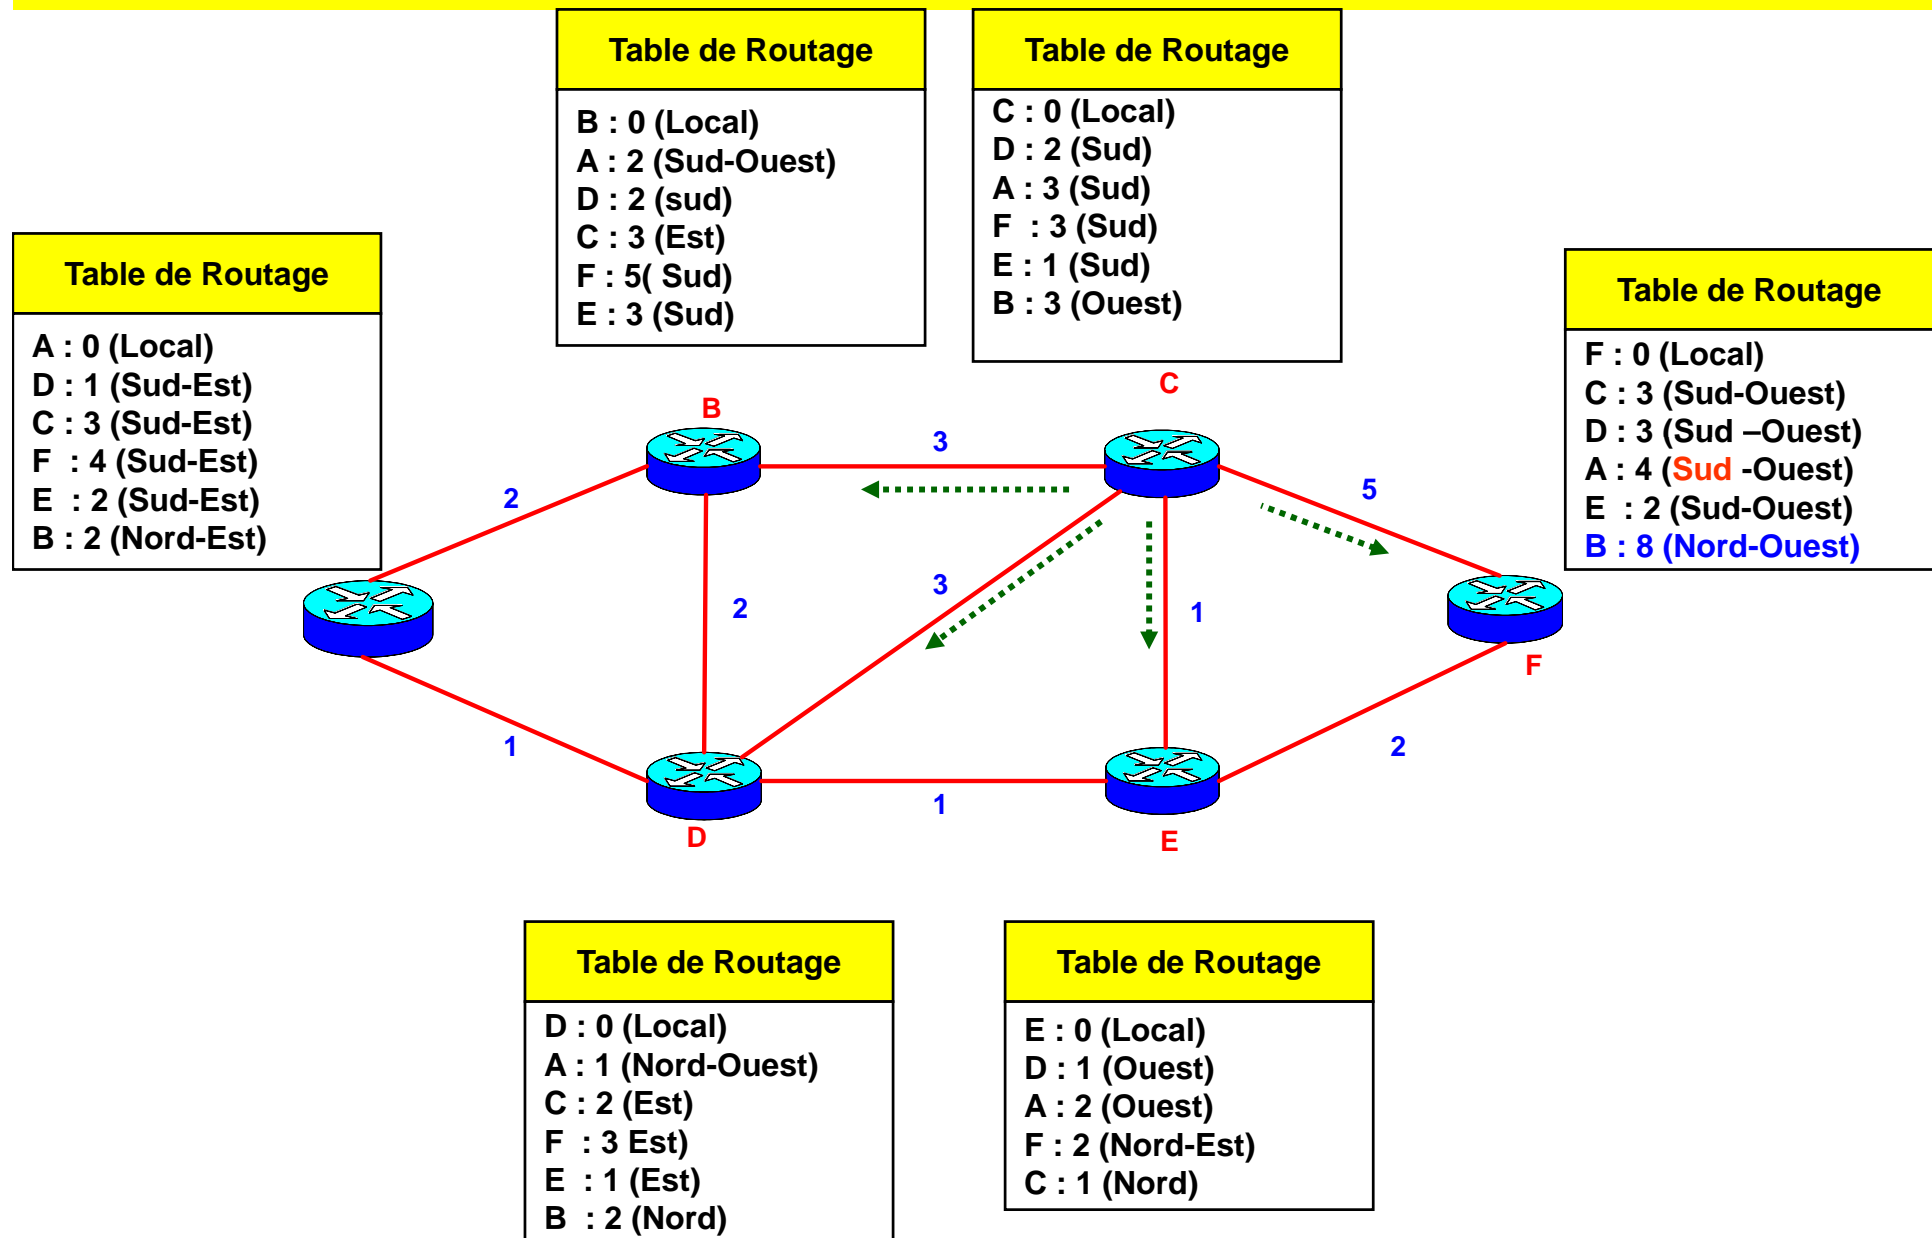 Table de Routage
B : 0 (Local)
A : 2 (Sud-Ouest)
D : 2 (sud)
C : 3 (Est)
F : 5( Sud)
E : 3 (Sud)
Table de Routage
C : 0 (Local)
D : 2 (Sud)
A : 3 (Sud)
F : 3 (Sud)
E : 1 (Sud)
B : 3 (Ouest)
Table de Routage
A : 0 (Local)
D : 1 (Sud-Est)
C : 3 (Sud-Est)
F : 4 (Sud-Est)
E : 2 (Sud-Est)
B : 2 (Nord-Est)
Table de Routage
F : 0 (Local)
C : 3 (Sud-Ouest)
D : 3 (Sud –Ouest)
A : 4 (Sud -Ouest)
E : 2 (Sud-Ouest)
B : 8 (Nord-Ouest)
C
B
3
2
5
3
2
1
F
1
2
1
D
E
Table de Routage
D : 0 (Local)
A : 1 (Nord-Ouest)
C : 2 (Est)
F : 3 Est)
E : 1 (Est)
B : 2 (Nord)
Table de Routage
E : 0 (Local)
D : 1 (Ouest)
A : 2 (Ouest)
F : 2 (Nord-Est)
C : 1 (Nord)